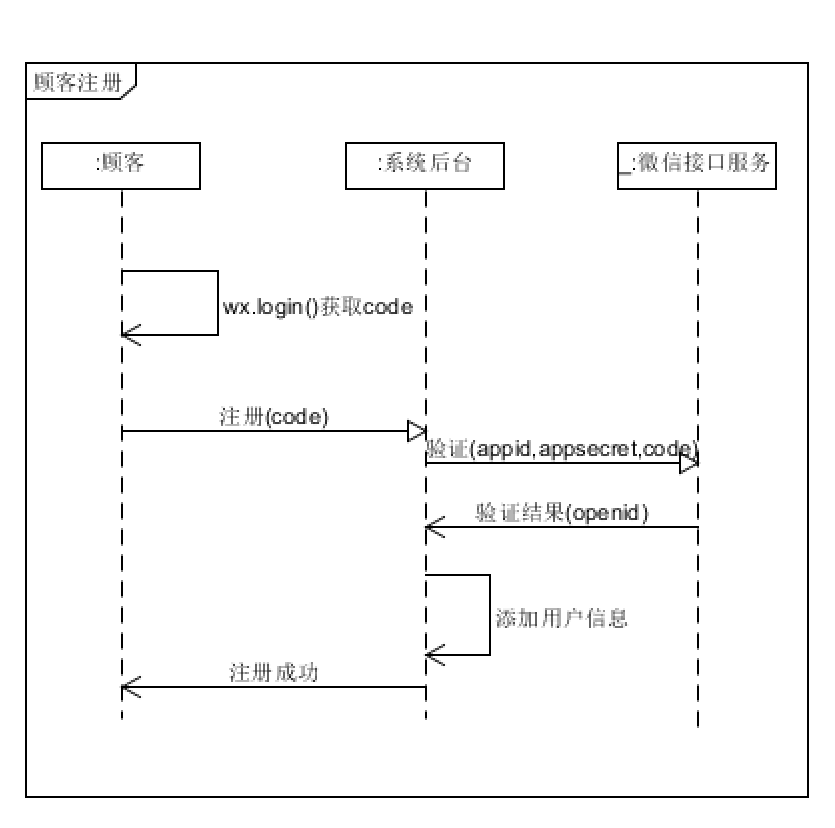 顾客注册
:顾客
:系统后台
_:微信接口服务
wx.login()获取code
注册(code)
验证(appid,appsecret,code)
验证结果(openid)
添加用户信息
注册成功